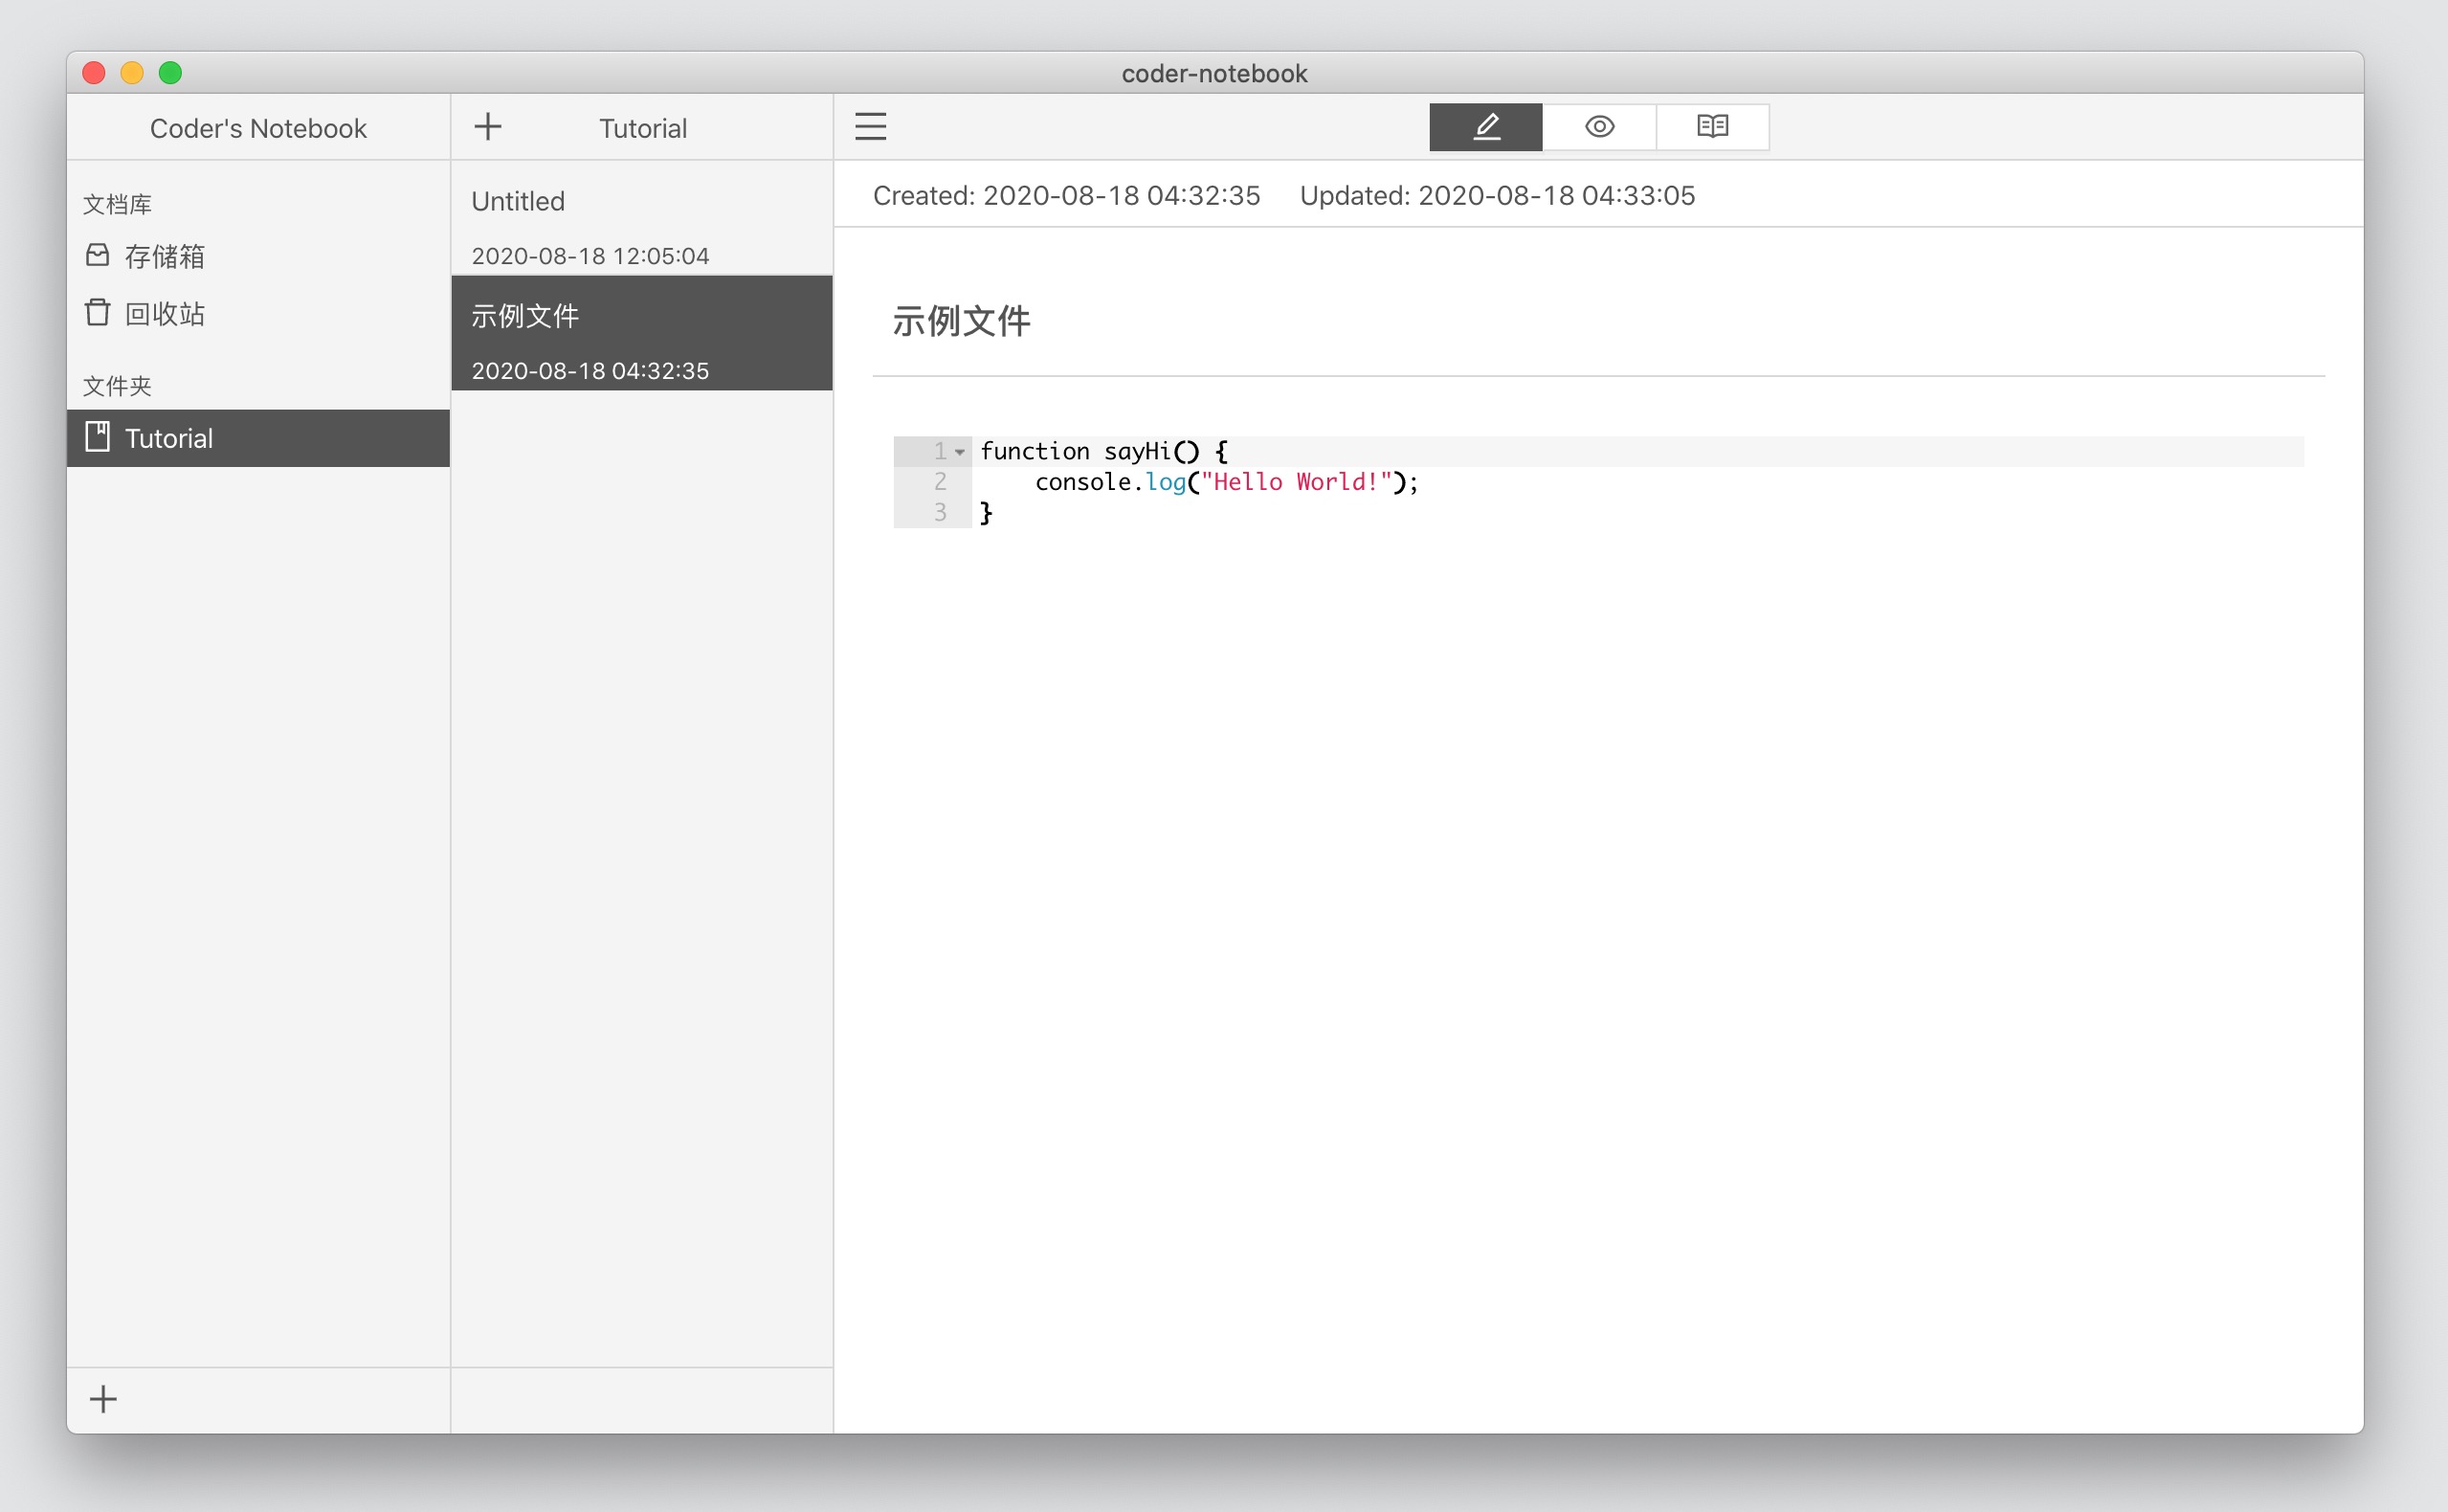 coder-notebook
Coder's Notebook
文档库
存储箱
回收站
文件夹
Tutorial
Tutorial
Untitled
2020-08-18 12:05:04
示例文件
2020-08-18 04:32:35
Created: 2020-08-18 04:32:35 Updated: 2020-08-18 04:33:05
示例文件
1 function sayHi() {
2     console.log("Hello World!");
3 }